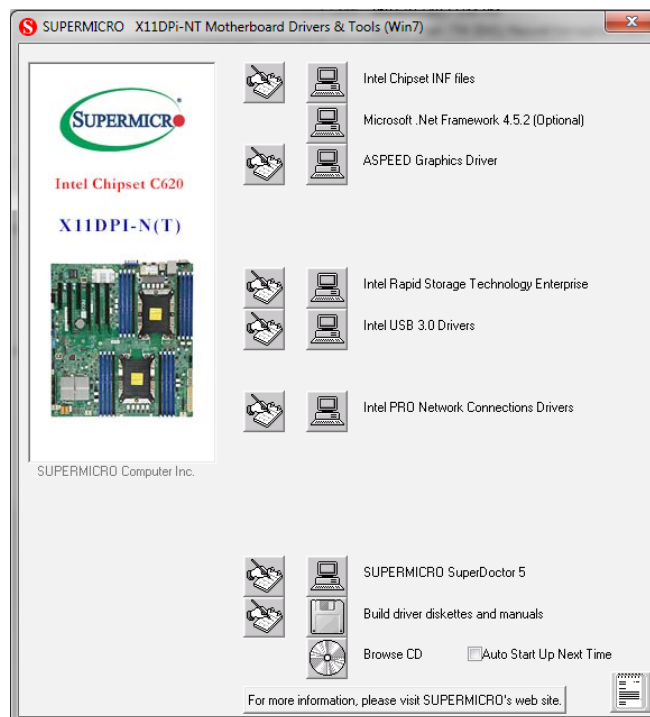 SUPERMICRO X11DPi-NT Motherboard Drivers & Tools (Win7)
SUPERMICR
Intel Chipset C620
X11DPI-N(T)
SUPERMICRO Computer Inc.
Intel Chipset INF files
Microsoft .Net Framework 4.5.2 (Optional)
ASPEED Graphics Driver
Intel Rapid Storage Technology Enterprise
Intel USB 3.0 Drivers
Intel PRO Network Connections Drivers
SUPERMICRO SuperDoctor 5
Build driver diskettes and manuals
Browse CD
Auto Start Up Next Time
For more information, please visit SUPERMICRO's web site.